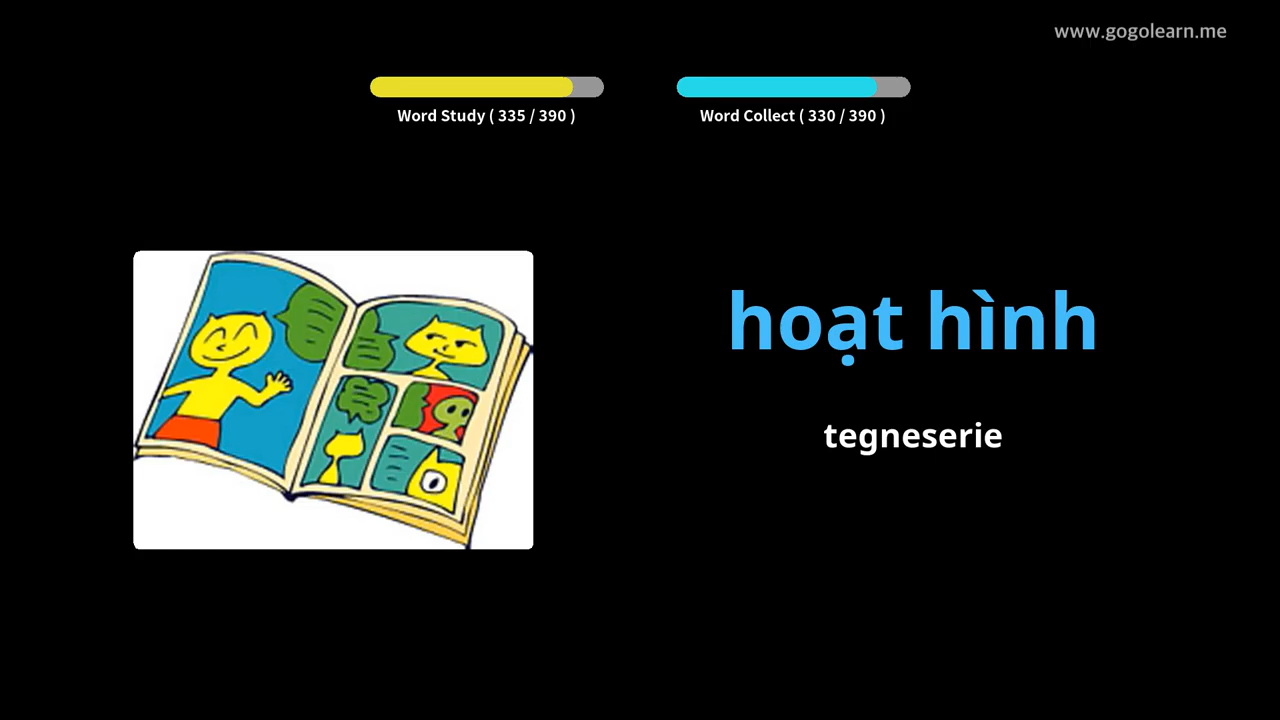 www.gogolearn.me
Word Study ( 335 / 390 )
Word Collect ( 330 / 390 )
hoạt hình
tegneserie